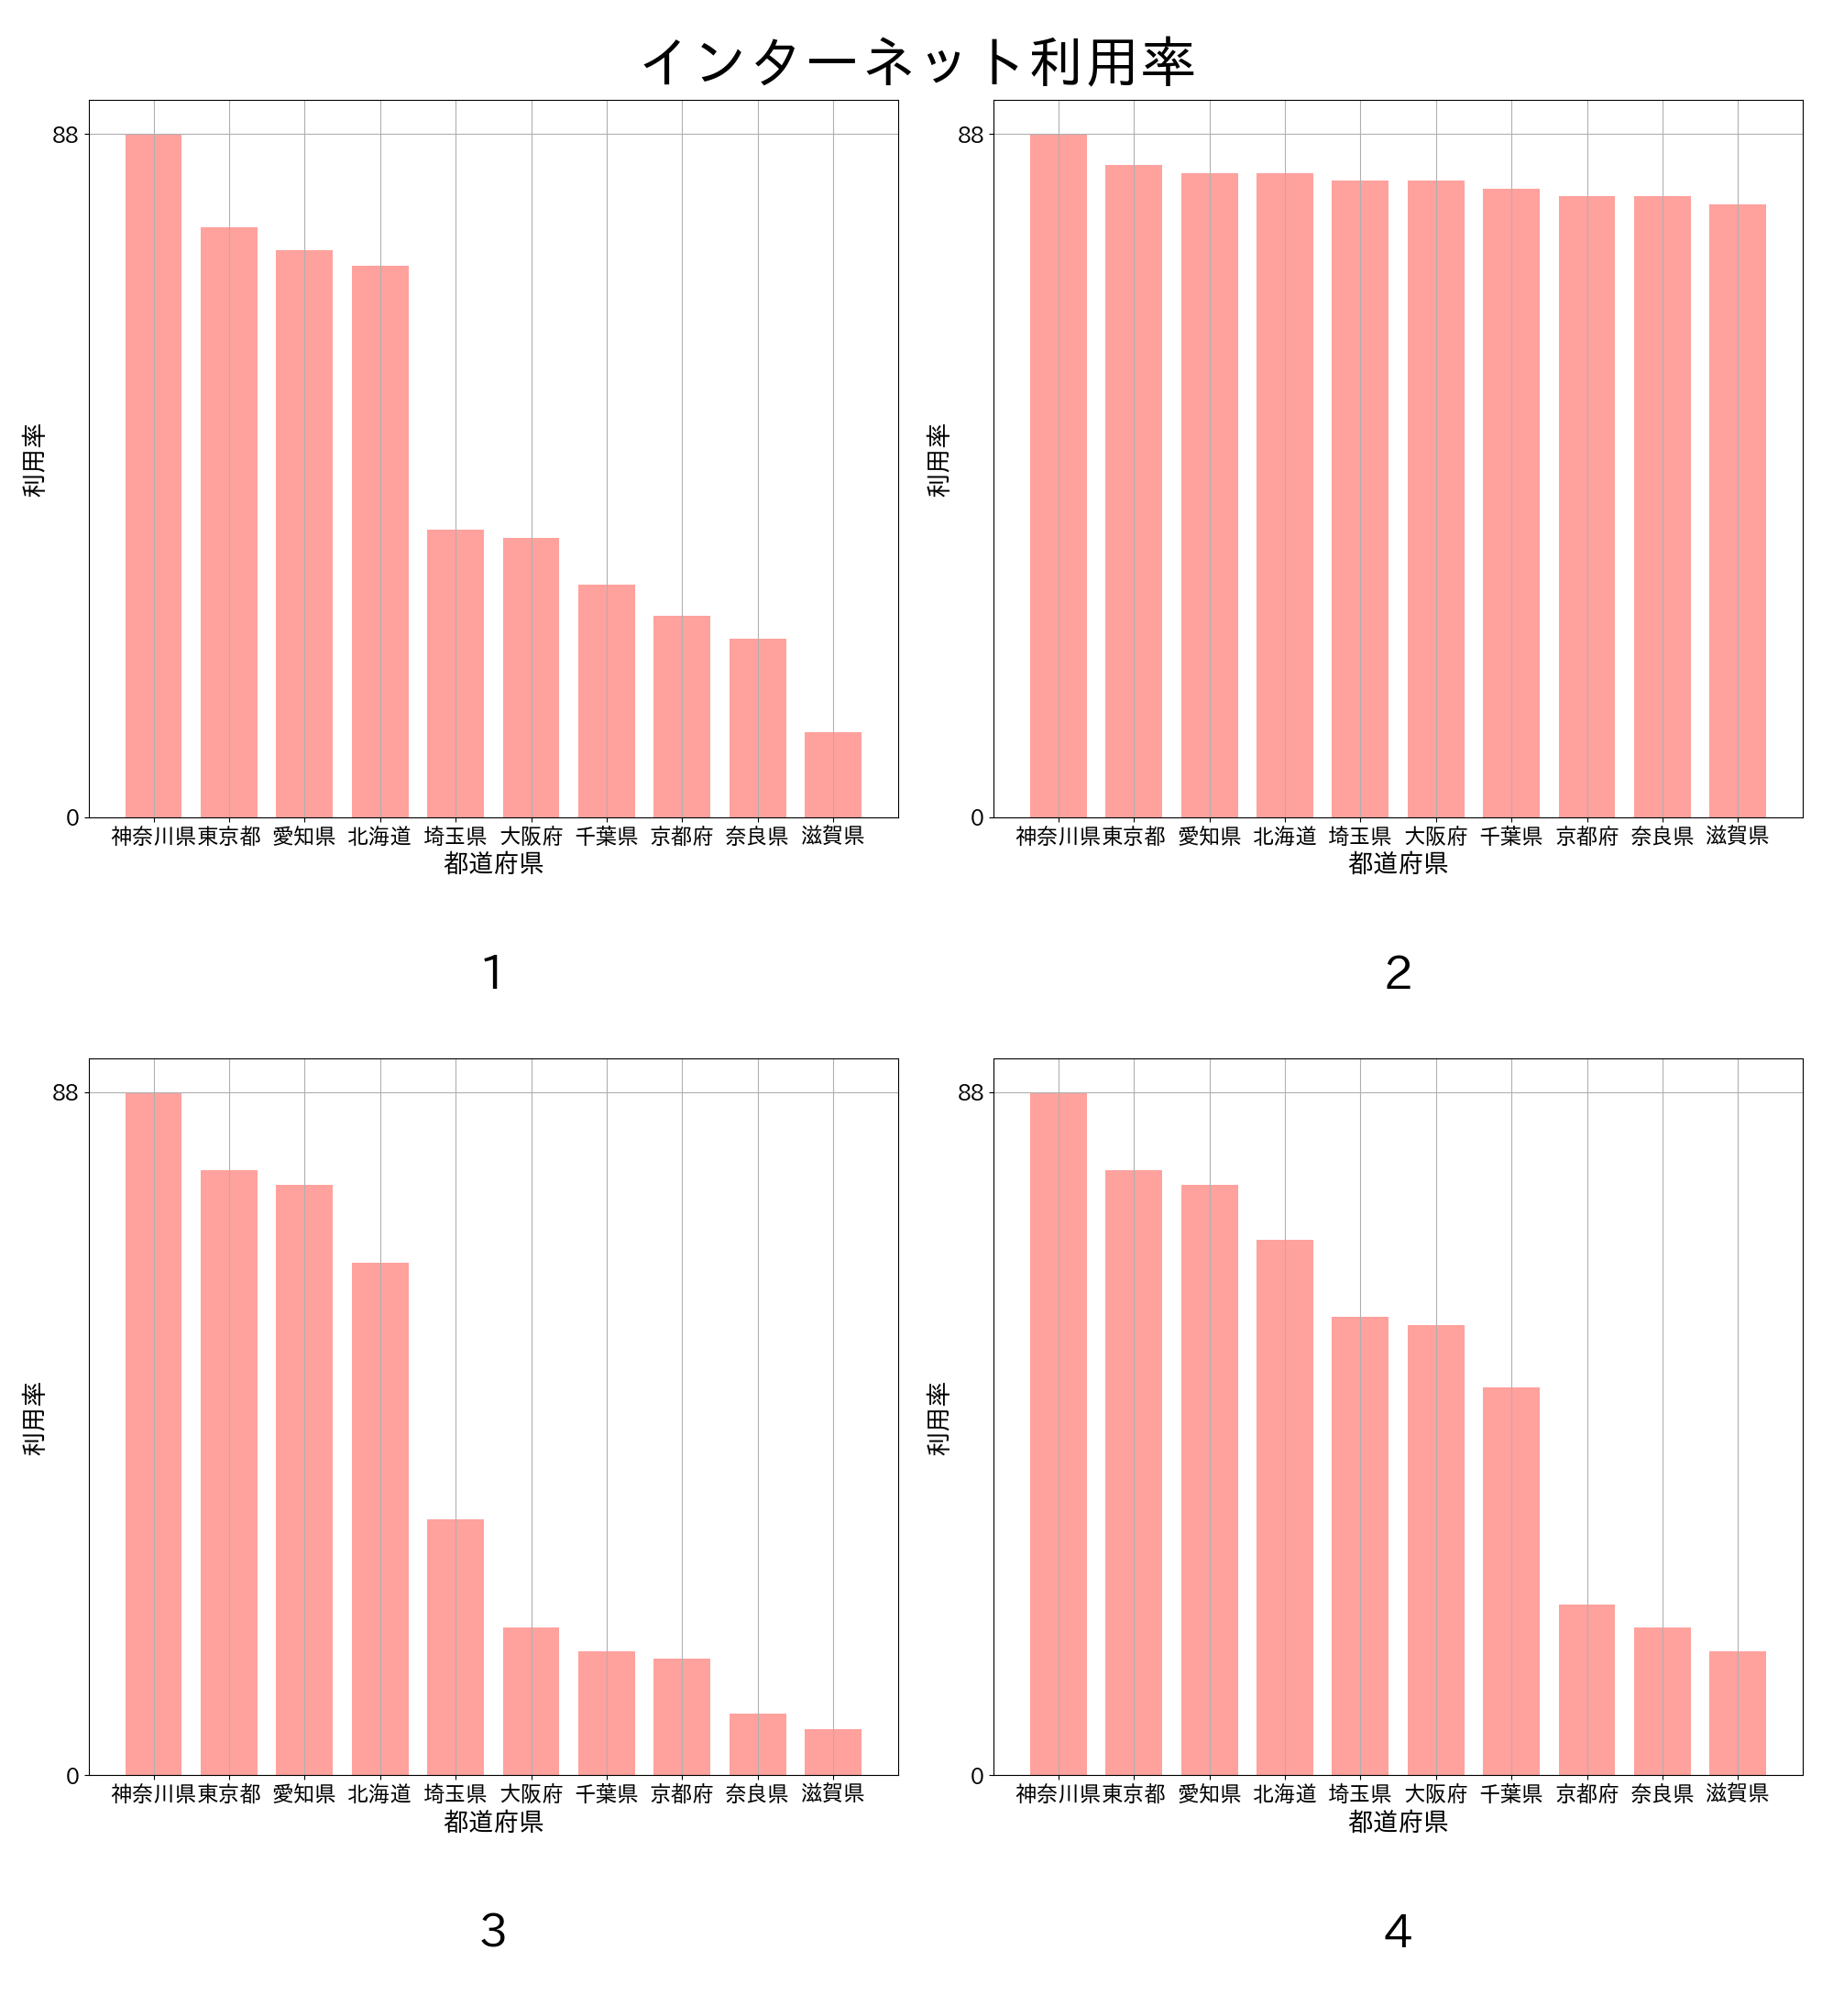 インターネット利用率
88
利用率
0
神奈川県 東京都 愛知県 北海道 埼玉県 大阪府 千葉県 京都府 奈良県 滋賀県
都道府県
1
88
利用率
0
神奈川県 東京都 愛知県 北海道 埼玉県 大阪府 千葉県 京都府 奈良県 滋賀県
都道府県
2
88
利用率
0
神奈川県 東京都 愛知県 北海道 埼玉県 大阪府 千葉県 京都府 奈良県 滋賀県
都道府県
3
88
利用率
0
神奈川県 東京都 愛知県 北海道 埼玉県 大阪府 千葉県 京都府 奈良県 滋賀県
都道府県
4